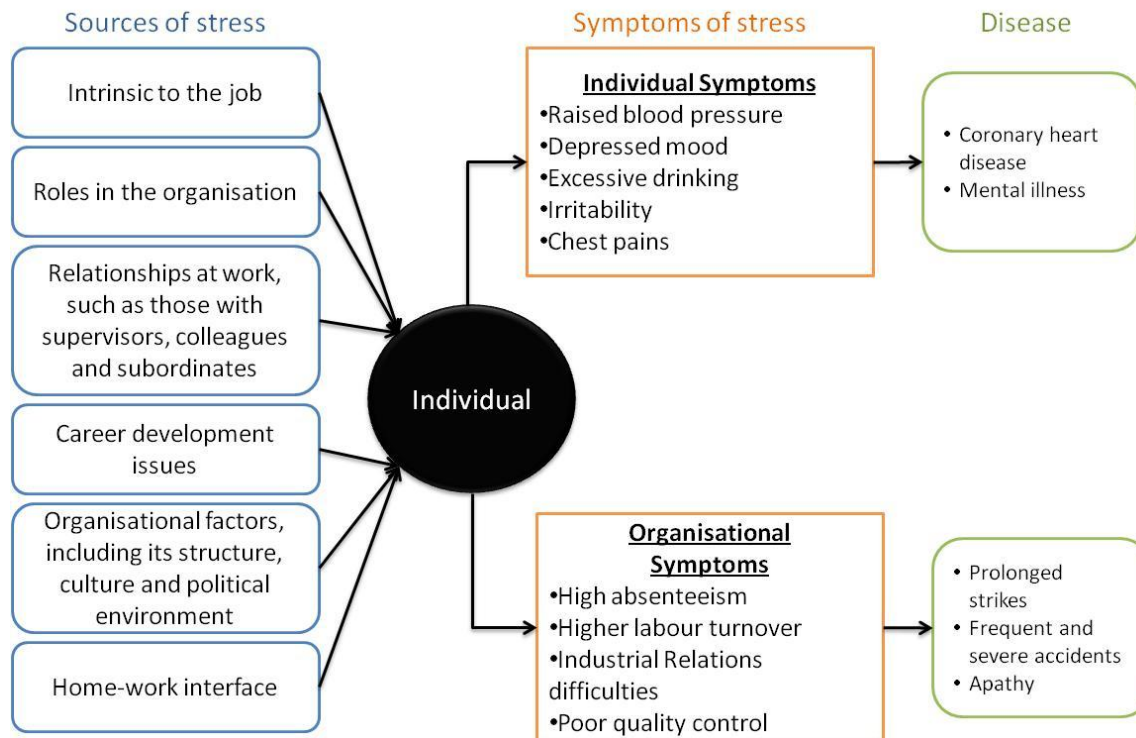 Sources of stress
Intrinsic to the job
Roles in the organisation
Relationships at work,
such as those with
supervisors, colleagues
and subordinates
Career development
issues
Organisational factors,
including its structure,
culture and political
environment
Home-work interface
Individual
Symptoms of stress
Individual Symptoms
•Raised blood pressure
•Depressed mood
•Excessive drinking
•Irritability
•Chest pains
Organisational
Symptoms
•High absenteeism
•Higher labour turnover
•Industrial Relations
difficulties
•Poor quality control
Disease
• Coronary heart
disease
• Mental illness
• Prolonged
strikes
• Frequent and
severe accidents
• Apathy